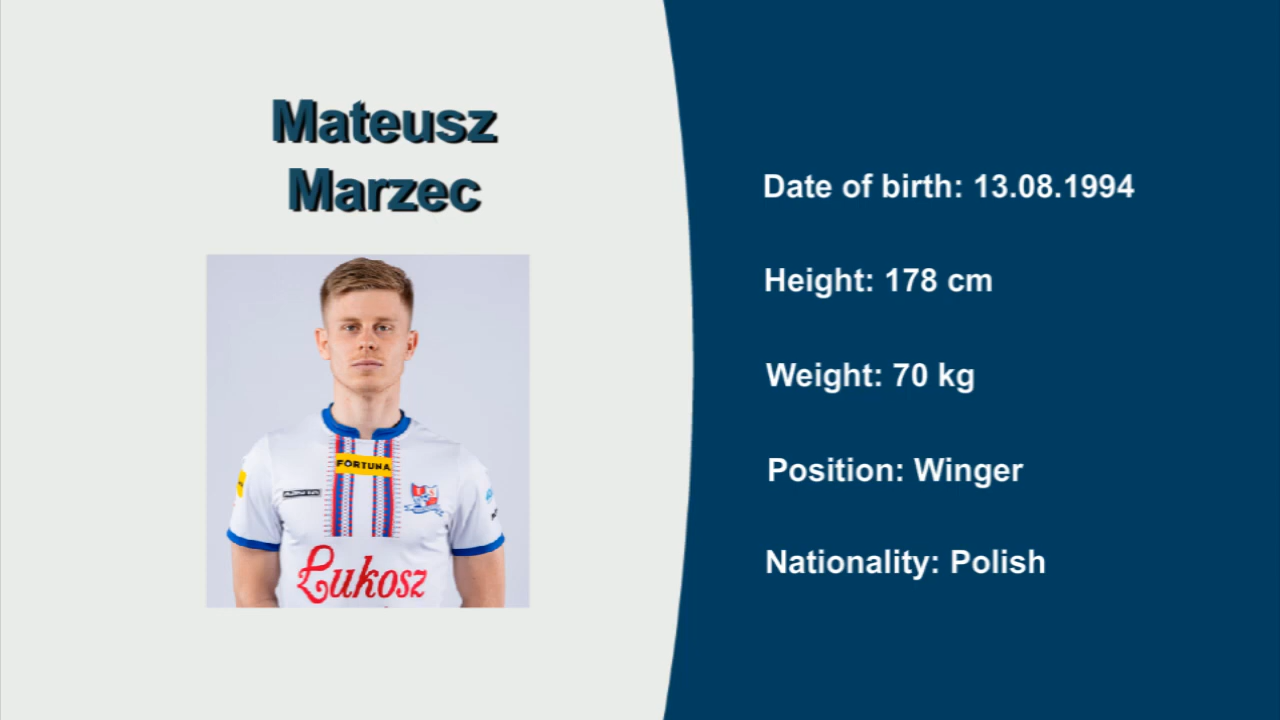 Mateusz
Marzec
Date of birth: 13.08.1994
Height: 178 cm
Weight: 70 kg
Position: Winger
Nationality: Polish
FORTUNA
TS
Łukosz